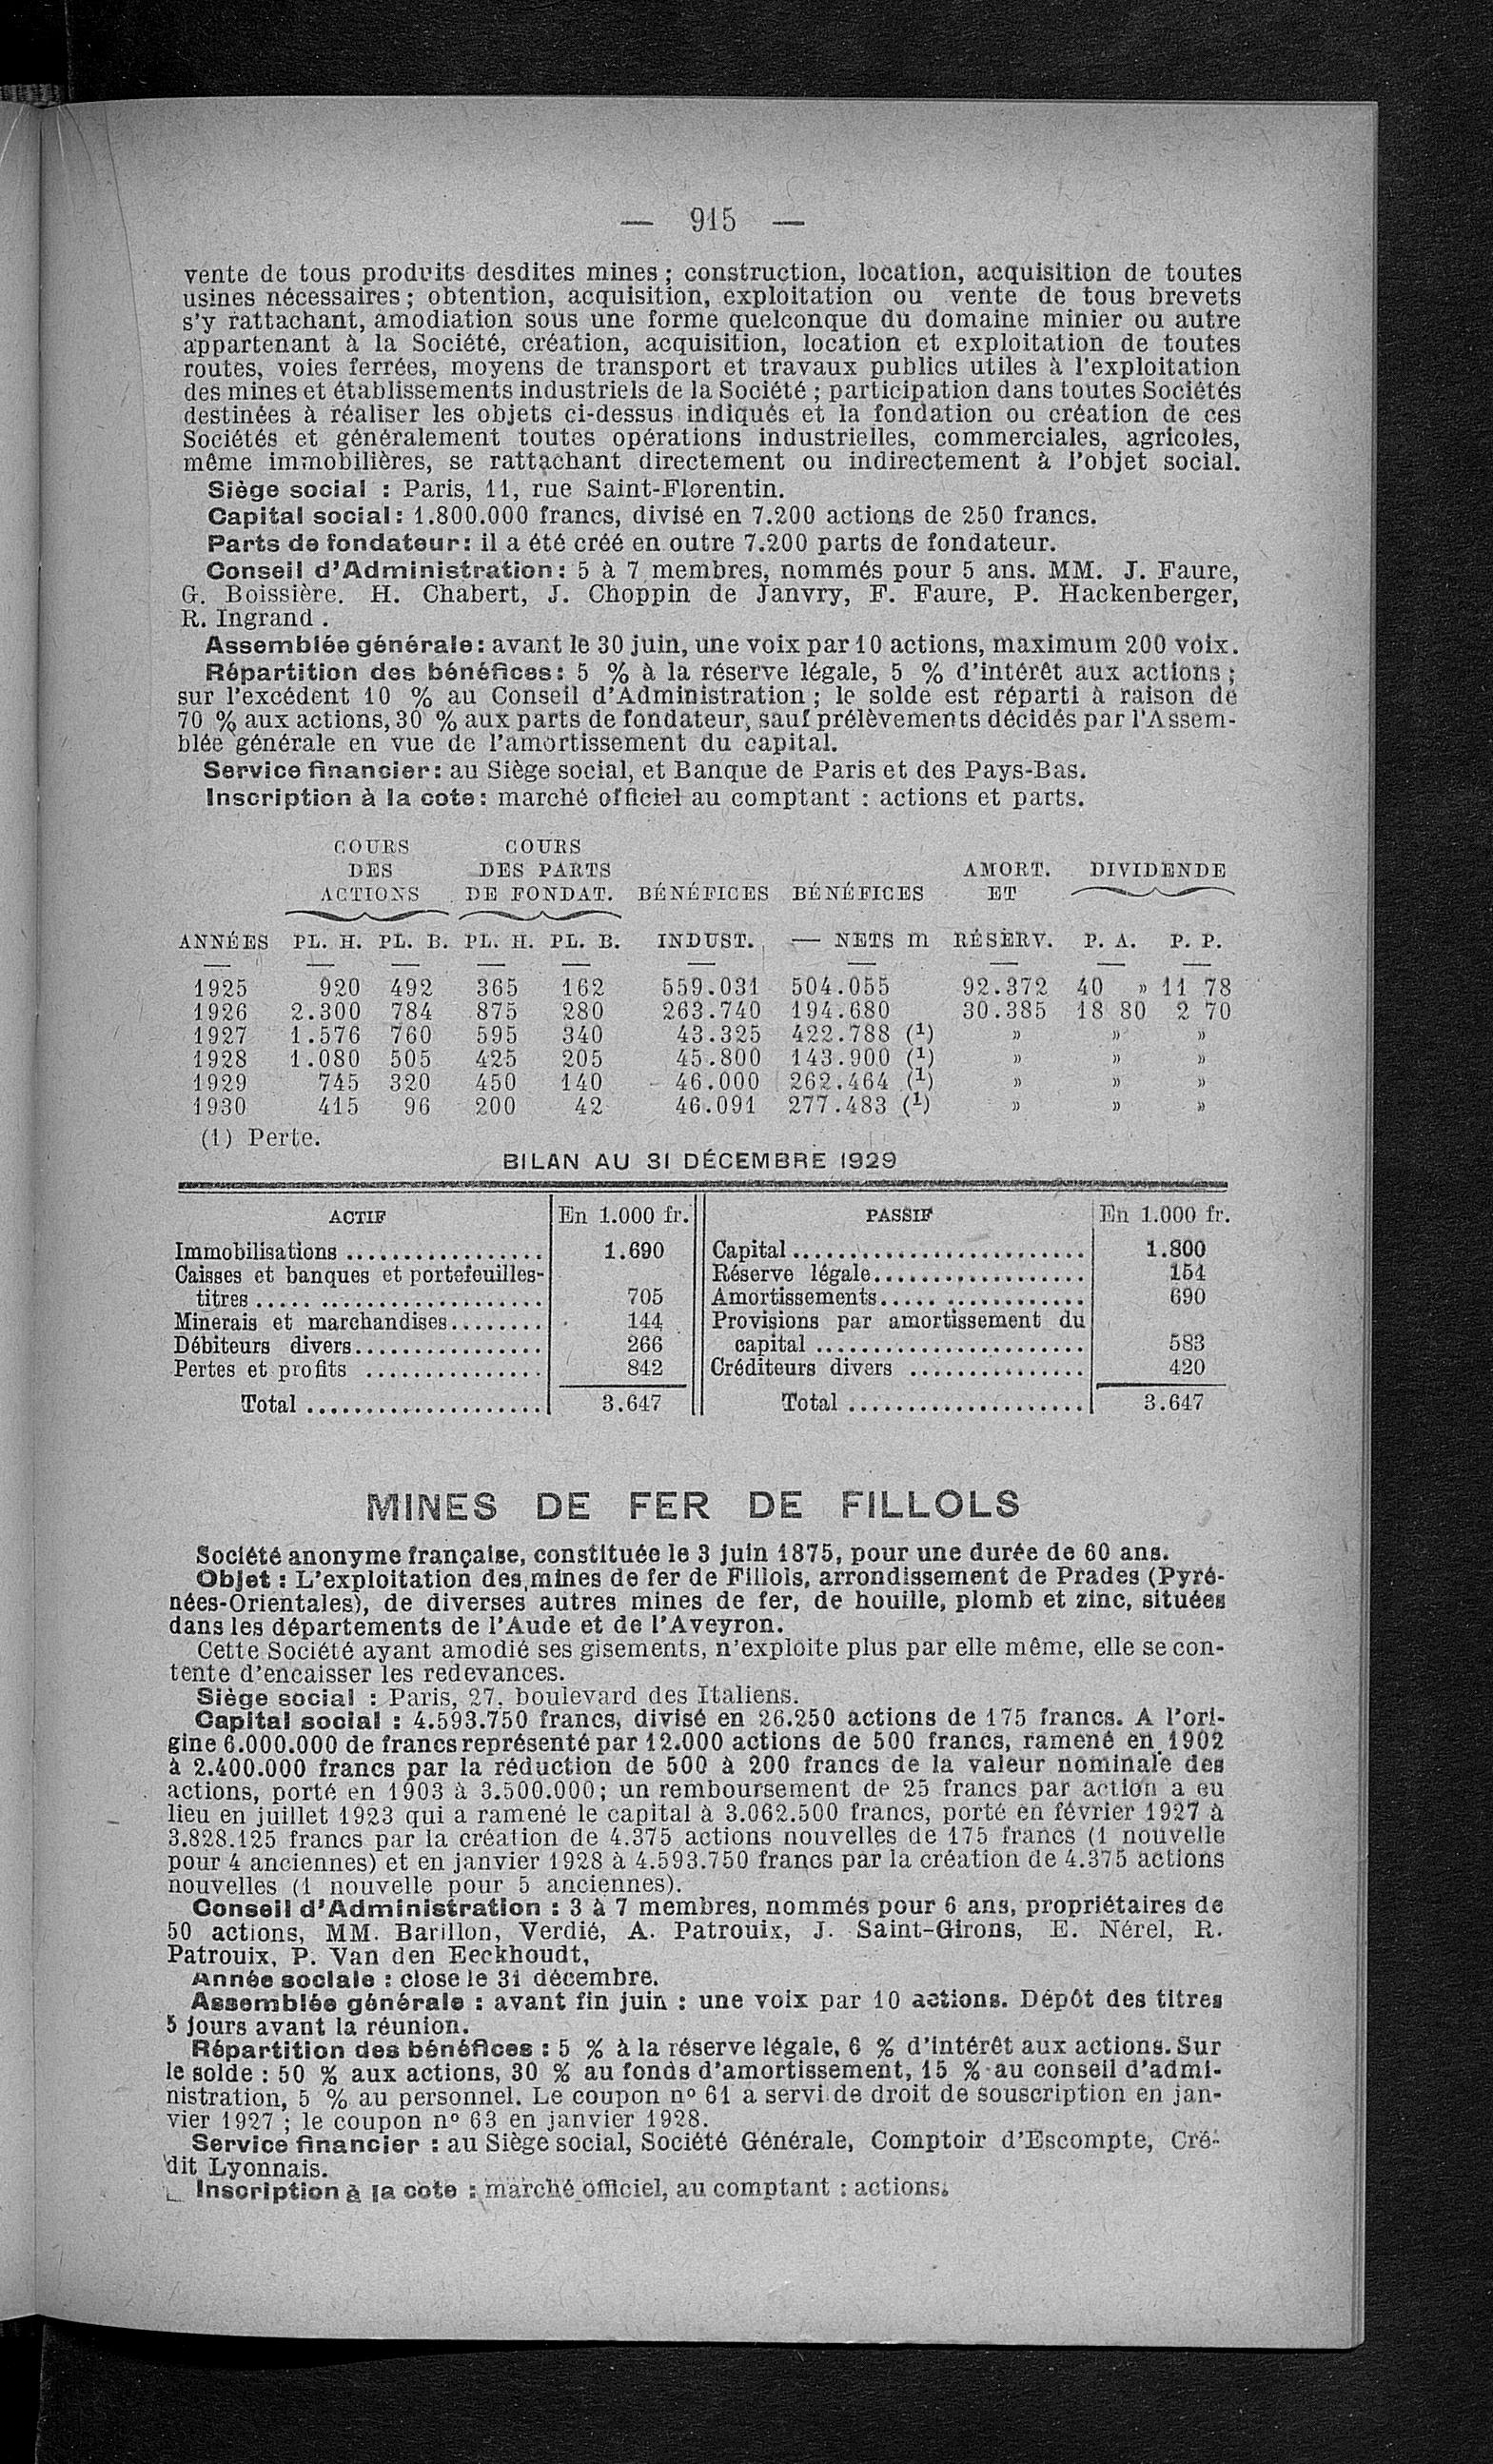 — 915 —
vente de tous produits desdites mines ; construction, location, acquisition de toutes
usines nécessaires ; obtention, acquisition, exploitation ou vente de tous brevets
s'y rattachant, amodiation sous une forme quelconque du domaine minier ou autre
appartenant à la Société, création, acquisition, location et exploitation de toutes
routes, voies ferrées, moyens de transport et travaux publics utiles à l'exploitation
des mines et établissements industriels de la Société ; participation dans toutes Sociétés
destinées à réaliser les objets ci-dessus indiqués et la fondation ou création de ces
Sociétés et généralement toutes opérations industrielles, commerciales, agricoles,
même immobilières, se rattachant directement ou indirectement à l'objet social.
Siège social : Paris, 11, rue Saint-Florentin.
Capital social : 1.800.000 francs, divisé en 7.200 actions de 250 francs.
Parts de fondateur : il a été créé en outre 7.200 parts de fondateur.
Conseil d'Administration : 5 à 7 membres, nommés pour 5 ans. MM. J. Faure,
G. Boissière. H. Chabert, J. Choppin de Janvry, F. Faure, P. Hackenberger,
R. Ingrand .
Assemblée générale : avant le 30 juin, une voix par 10 actions, maximum 200 voix.
Répartition des bénéfices : 5 % à la réserve légale, 5 % d'intérêt aux actions ;
sur l'excédent 10 % au Conseil d'Administration ; le solde est réparti à raison de
70 % aux actions, 30 % aux parts de fondateur, sauf prélèvements décidés par l'Assem-
blée générale en vue de l'amortissement du capital.
Service financier : au Siège social, et Banque de Paris et des Pays-Bas.
Inscription à la cote : marché officiel au comptant : actions et parts.
COURS COURS
DES DES PARTS AMORT. DIVIDENDE
ACTIONS DE FONDAT. BÉNÉFICES BÉNÉFICES ET
ANNÉES PL. H. PL. B. PL. H. PL. B. INDUST. — NETS m RÉSERV. P. A. P. P.
1925 920 492 365 162 559.031 504.055 92.372 40 » 11 78
1926 2.300 784 875 280 263.740 194.680 30.385 18 80 2 70
1927 1.576 760 595 340 43.325 422.788 (1) » » »
1928 1.080 505 425 205 45.800 143.900 (1) » » »
1929 745 320 450 140 46.000 262.464 (1) » » »
1930 415 96 200 42 46.091 277.483 (1) » » »
(1) Perte.
BILAN AU 31 DÉCEMBRE 1929
ACTIF En 1.000 fr. PASSIF En 1.000 fr.
Immobilisations ................. 1.690 Capital ......................... 1.800
Caisses et banques et portefeuilles- Réserve légale.................. 154
titres ..... ................... 705 Amortissements..... ............ 690
Minerais et marchandises........ 144 Provisions par amortissement du
Débiteurs divers................ 266 capital ....................... 583
Pertes et profits ............... 842 Créditeurs divers ............... 420
Total .................... 3.647 Total .................... 3.647
MINES DE FER DE FILLOLS
Société anonyme française, constituée le 3 juin 1875, pour une durée de 60 ans.
Objet : L'exploitation des mines de fer de Fillols, arrondissement de Prades (Pyré-
nées-Orientales), de diverses autres mines de fer, de houille, plomb et zinc, situées
dans les départements de l'Aude et de l'Aveyron.
Cette Société ayant amodié ses gisements, n'exploite plus par elle même, elle se con-
tente d'encaisser les redevances.
Siège social : Paris, 27, boulevard des Italiens.
Capital social : 4.593.750 francs, divisé en 26.250 actions de 175 francs. A l'ori-
gine 6.000.000 de francs représenté par 12.000 actions de 500 francs, ramené en 1902
à 2.400.000 francs par la réduction de 500 à 200 francs de la valeur nominale des
actions, porté en 1903 à 3.500.000 ; un remboursement de 25 francs par action a eu
lieu en juillet 1923 qui a ramené le capital à 3.062.500 francs, porté en février 1927 à
3.828.125 francs par la création de 4.375 actions nouvelles de 175 francs (1 nouvelle
pour 4 anciennes) et en janvier 1928 à 4.593.750 francs par la création de 4.375 actions
nouvelles (1 nouvelle pour 5 anciennes).
Conseil d'Administration : 3 à 7 membres, nommés pour 6 ans, propriétaires de
50 actions, MM. Barillon, Verdié, A. Patrouix, J. Saint-Girons, E. Nérel, R.
Patrouix, P. Van den Eeckhoudt,
Année sociale : close le 31 décembre.
Assemblée générale : avant fin juin : une voix par 10 actions. Dépôt des titres
5 jours avant la réunion.
Répartition des bénéfices : 5 % à la réserve légale, 6 % d'intérêt aux actions. Sur
le solde : 50 % aux actions, 30 % au fonds d'amortissement, 15 % au conseil d'admi-
nistration, 5 % au personnel. Le coupon nº 61 a servi de droit de souscription en jan-
vier 1927 ; le coupon nº 63 en janvier 1928.
Service financier : au Siège social, Société Générale, Comptoir d'Escompte, Cré-
dit Lyonnais.
Inscription à la cote : marché officiel, au comptant : actions.